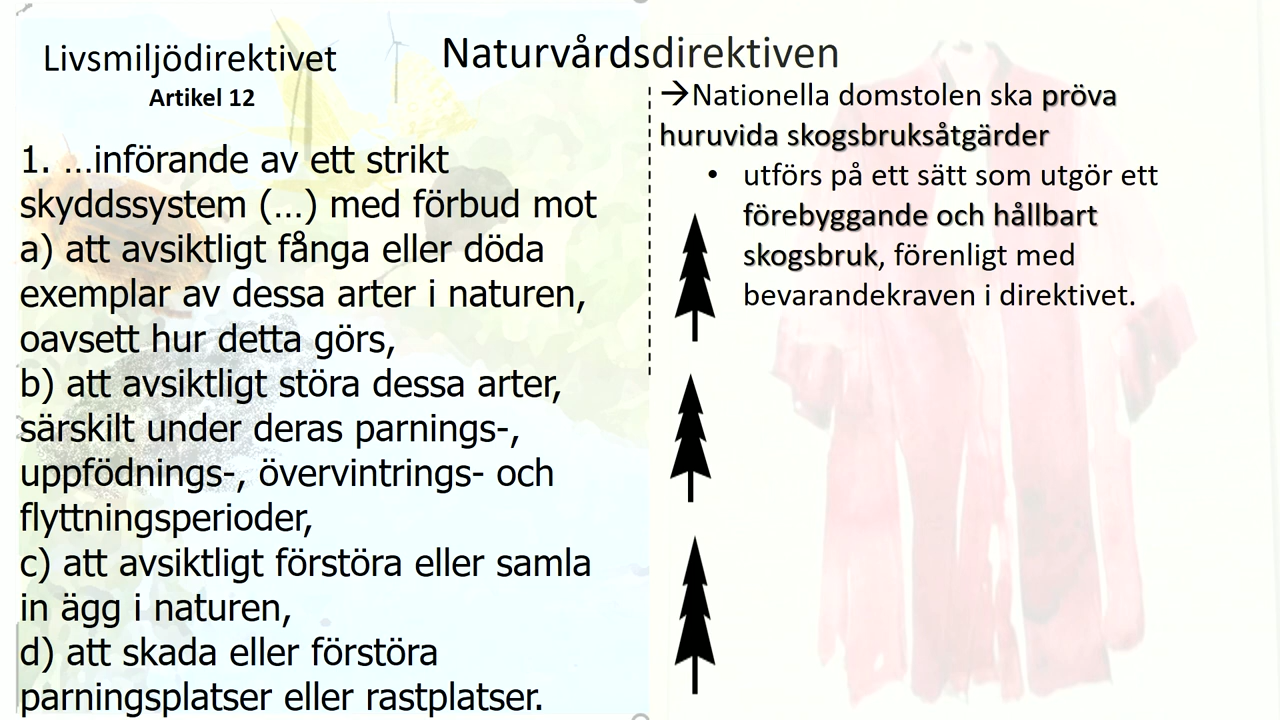 Naturvårdsdirektiven
Livsmiljödirektivet
Artikel 12
1. …införande av ett strikt
skyddssystem (…) med förbud mot
a) att avsiktligt fånga eller döda
exemplar av dessa arter i naturen,
oavsett hur detta görs,
b) att avsiktligt störa dessa arter,
särskilt under deras parnings-,
uppfödnings-, övervintrings- och
flyttningsperioder,
c) att avsiktligt förstöra eller samla
in ägg i naturen,
d) att skada eller förstöra
parningsplatser eller rastplatser.
→Nationella domstolen ska pröva
huruvida skogsbruksåtgärder
• utförs på ett sätt som utgör ett
förebyggande och hållbart
skogsbruk, förenligt med
bevarandekraven i direktivet.